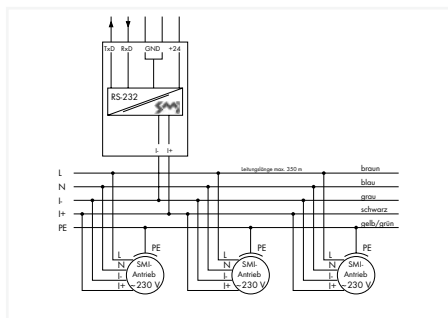 TxD RxD GND +24
RS-232
SMI
I- I+
L Leitungslänge max. 350 m braun
N blau
I- grau
I+ schwarz
PE gelb/grün
PE PE PE
L L L
N N N
I- I- I-
I+ I+ I+
SMI- SMI- SMI-
Antrieb Antrieb Antrieb
~230 V ~230 V ~230 V